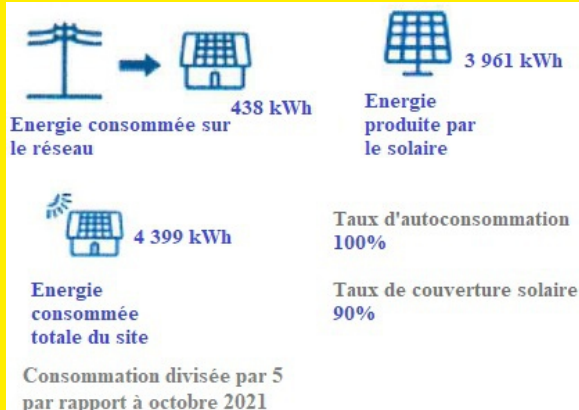 438 kWh
Energie consommée sur
le réseau
3 961 kWh
Energie
produite par
le solaire
4 399 kWh
Energie
consommée
totale du site
Taux d'autoconsommation
100%
Taux de couverture solaire
90%
Consommation divisée par 5
par rapport à octobre 2021